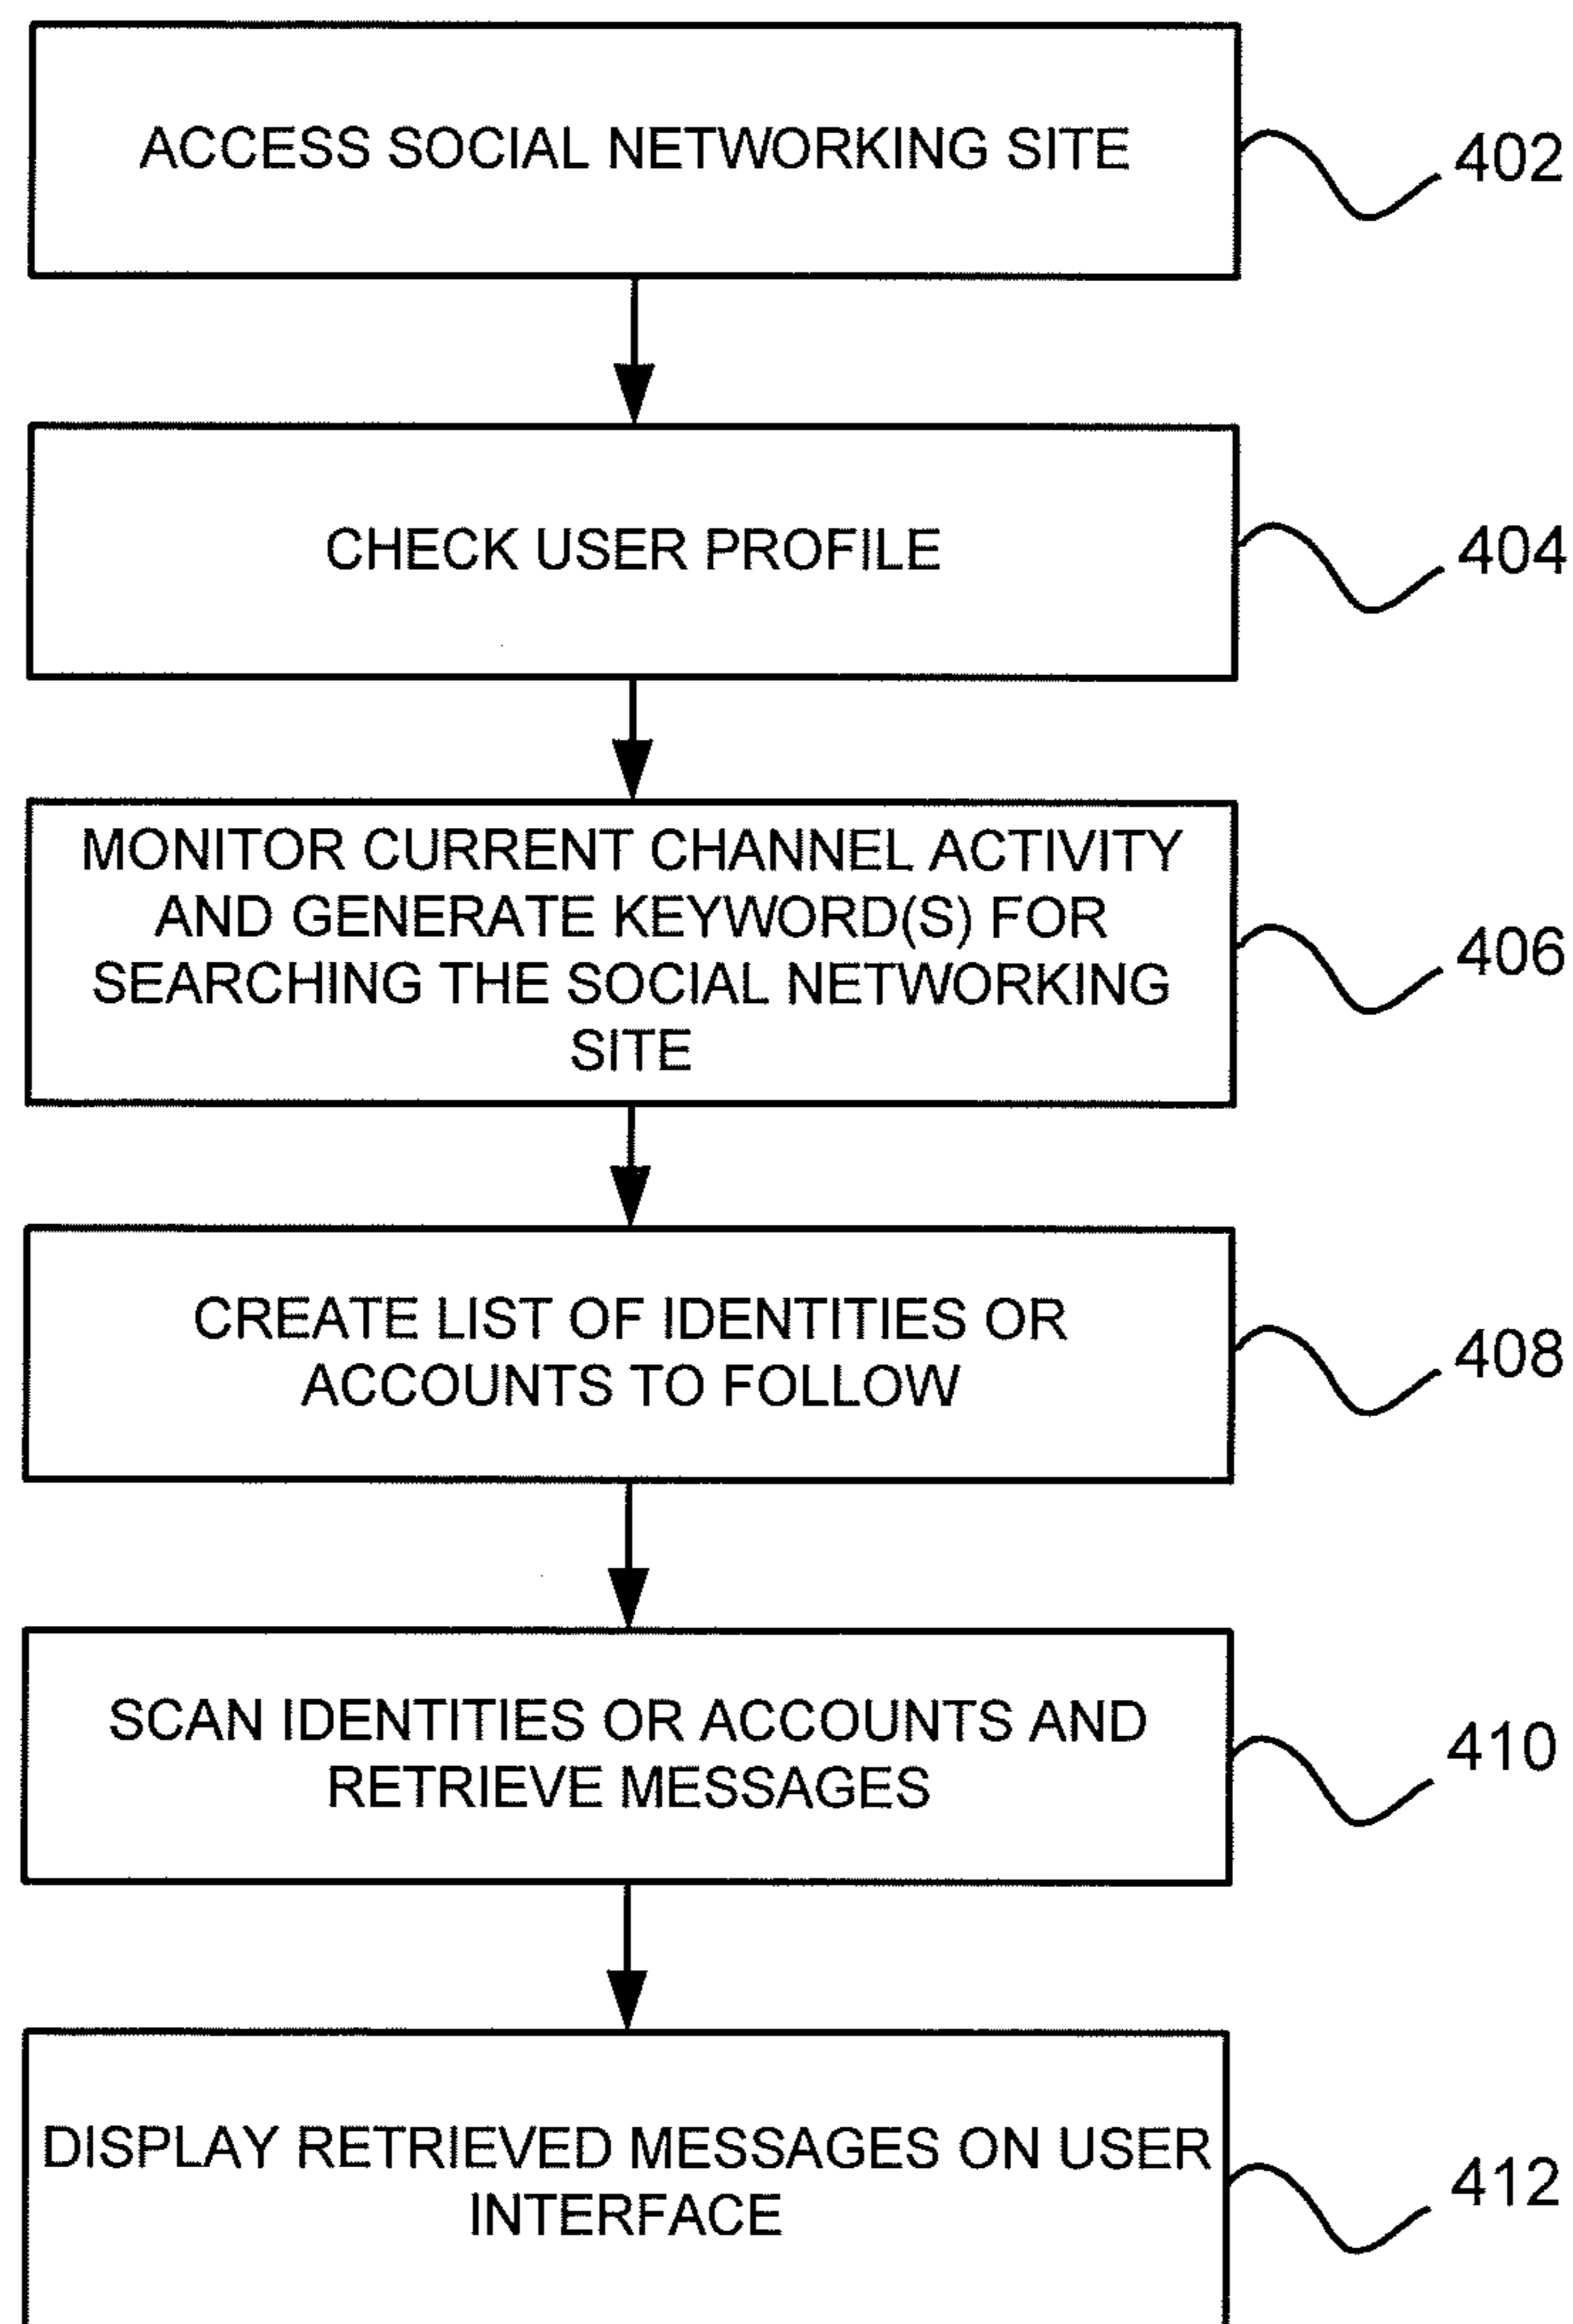 ACCESS SOCIAL NETWORKING SITE
402
CHECK USER PROFILE
404
MONITOR CURRENT CHANNEL ACTIVITY
AND GENERATE KEYWORD(S) FOR
SEARCHING THE SOCIAL NETWORKING
SITE
406
CREATE LIST OF IDENTITIES OR
ACCOUNTS TO FOLLOW
408
SCAN IDENTITIES OR ACCOUNTS AND
RETRIEVE MESSAGES
410
DISPLAY RETRIEVED MESSAGES ON USER
INTERFACE
412